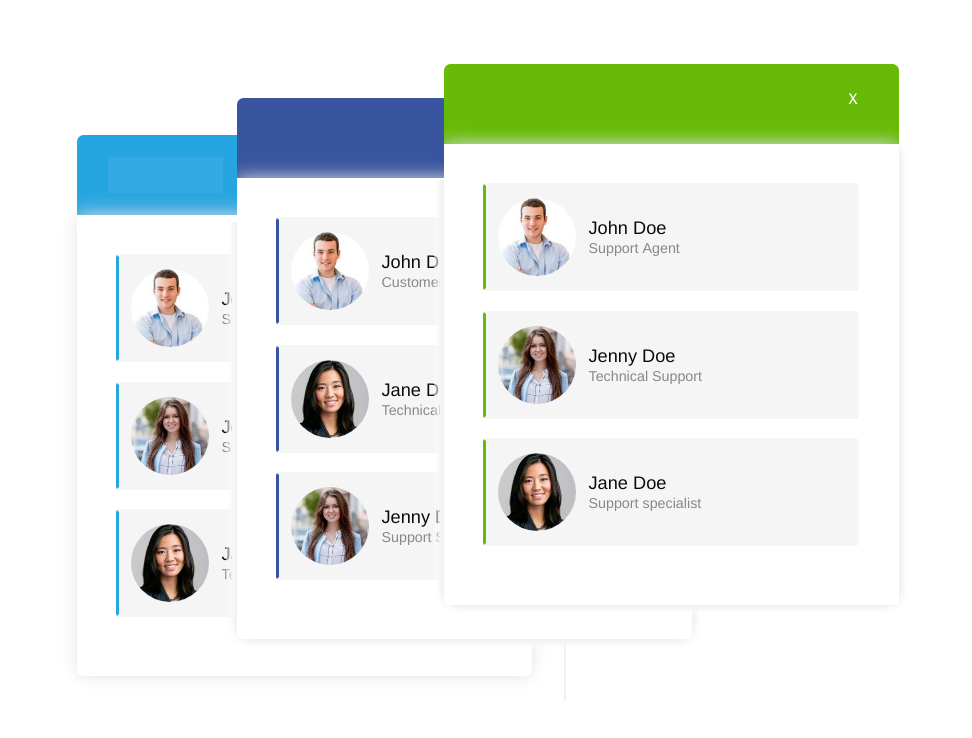 X
John Doe
Support Agent
Jenny Doe
Technical Support
Jane Doe
Support specialist
John D
Custome
Jane D
Technical
Jenny
Support S
J
S
J
S
J
Te